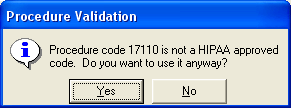 Procedure Validation
Procedure code 17110 is not a HIPAA approved
code.  Do you want to use it anyway?
Yes
No